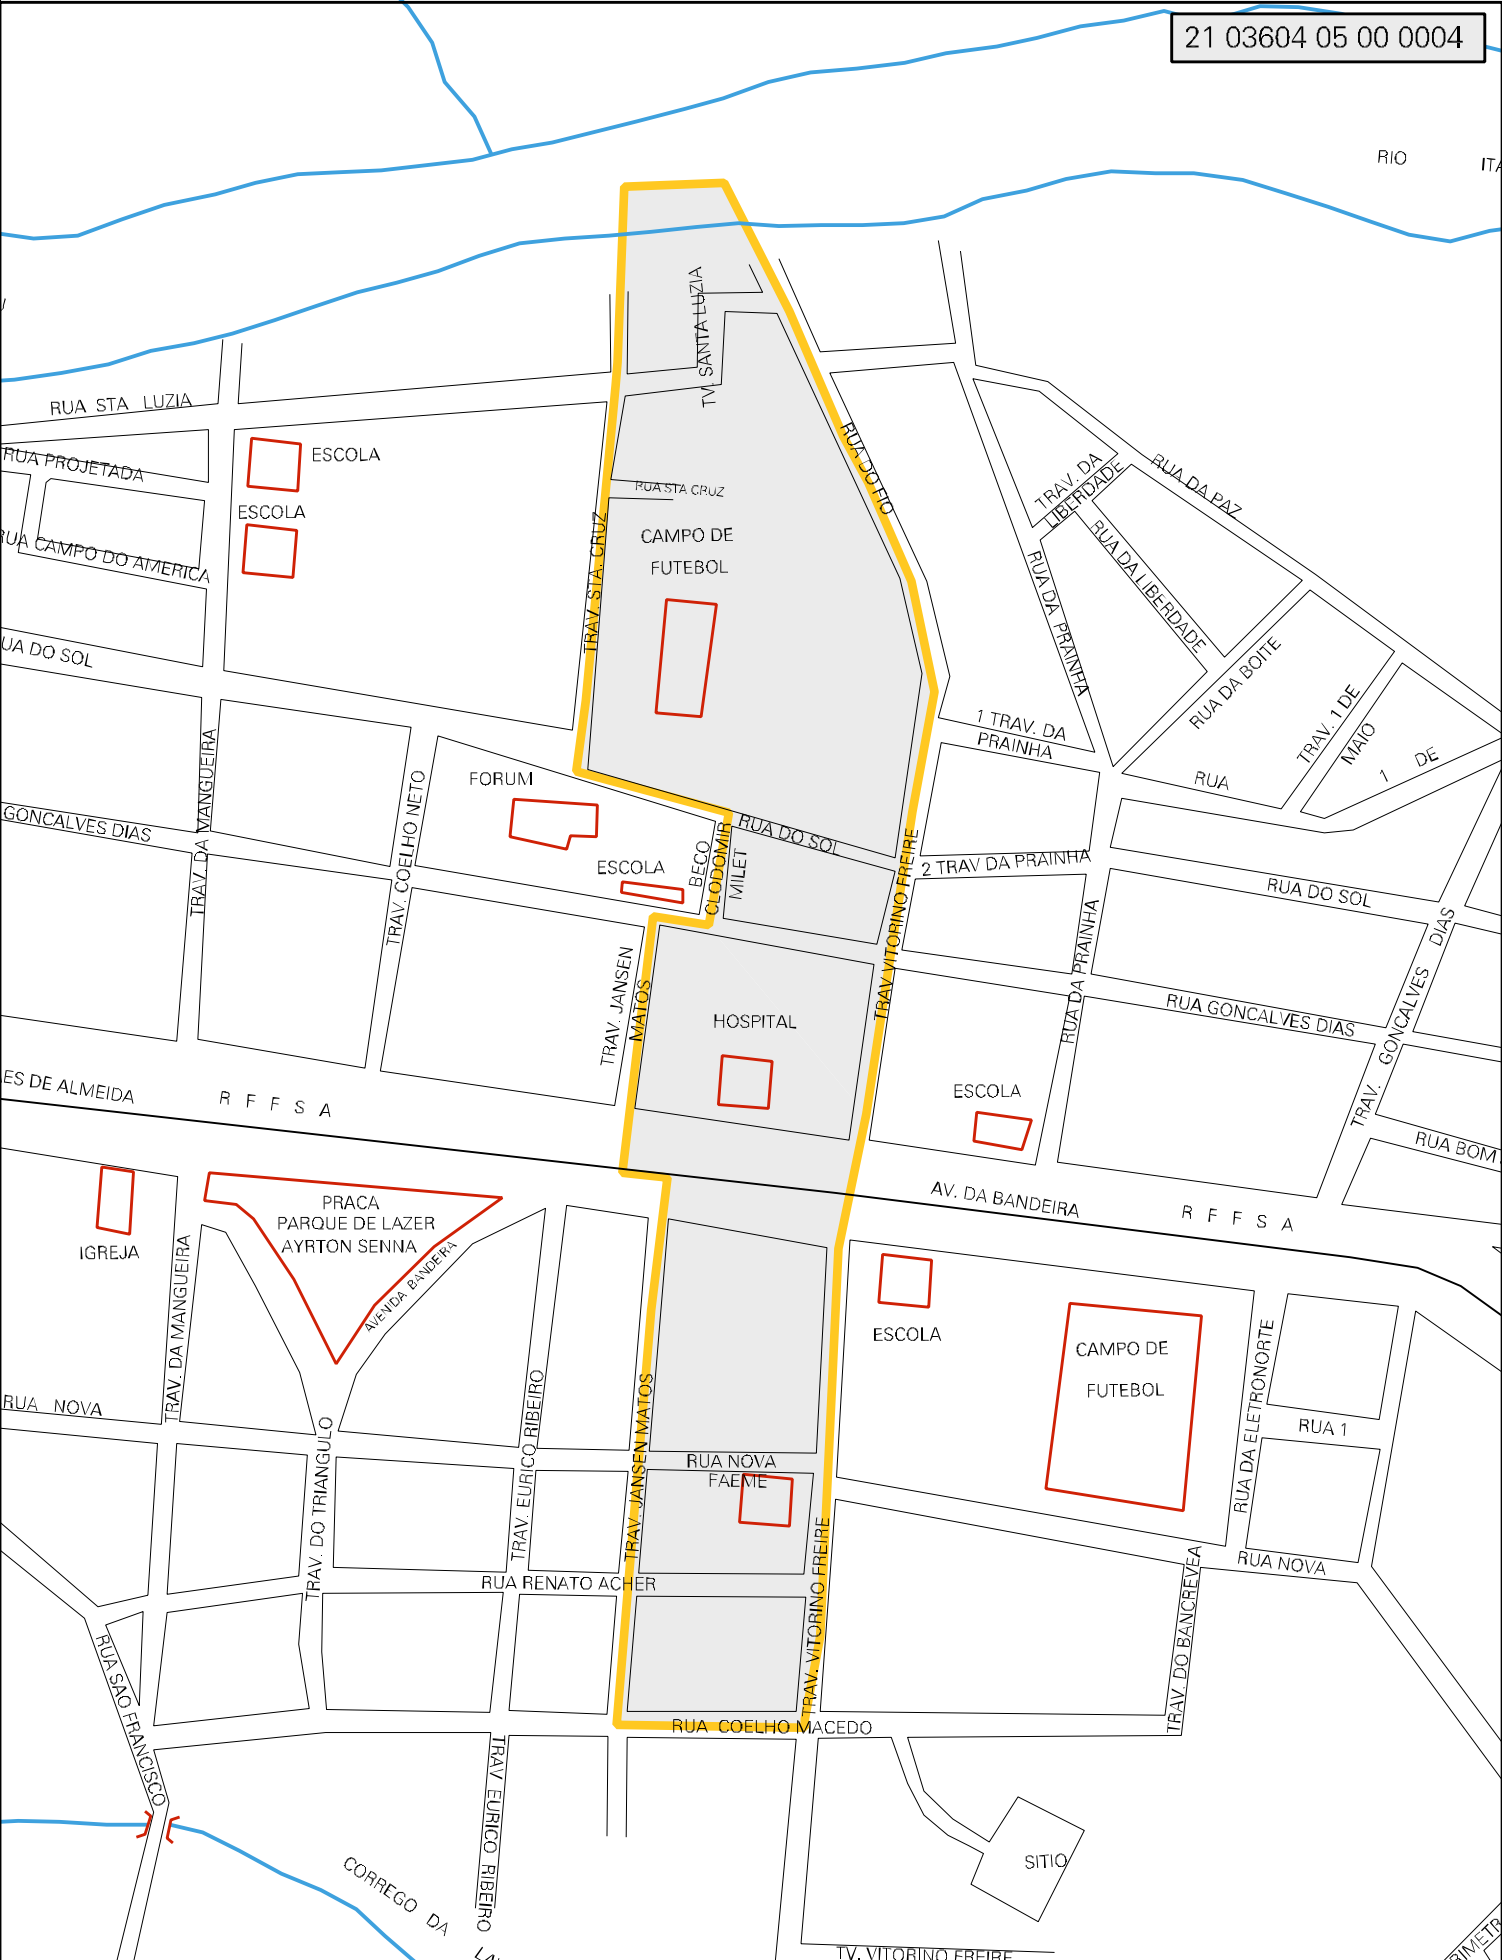 21 03604 05 00 0004
RIO
TV. SANTA LUZIA
RUA STA LUZIA
RUA PROJETADA
ESCOLA
ESCOLA
RUA CAMPO DO AMERICA
RUA STA CRUZ
CAMPO DE
FUTEBOL
TRAV. STA. CRUZ
RUA DO FIO
TRAV. DA
LIBERDADE
RUA DA PAZ
RUA DA LIBERDADE
RUA DA PRAINHA
RUA DA BOITE
TRAV. 1 DE
MAIO
RUA
1 DE
UA DO SOL
1 TRAV. DA
PRAINHA
TRAV. DA MANGUEIRA
TRAV. COELHO NETO
FORUM
ESCOLA
BECO
CLODOMIR
MILET
RUA DO SOL
GONCALVES DIAS
2 TRAV DA PRAINHA
TRAV VITORINO FREIRE
RUA DO SOL
RUA DA PRAINHA
TRAV. GONCALVES DIAS
RUA GONCALVES DIAS
TRAV. JANSEN
MATOS
HOSPITAL
ESCOLA
RUA BOM
ES DE ALMEIDA
R F F S A
AV. DA BANDEIRA
R F F S A
IGREJA
PRACA
PARQUE DE LAZER
AYRTON SENNA
AVENIDA BANDEIRA
TRAV. DA MANGUEIRA
ESCOLA
CAMPO DE
FUTEBOL
RUA DA ELETRONORTE
RUA 1
RUA NOVA
TRAV. DO TRIANGULO
TRAV. EURICO RIBEIRO
TRAV. JANSEN MATOS
RUA NOVA
FAEME
TRAV. VITORINO FREIRE
RUA NOVA
RUA RENATO ACHER
TRAV. DO BANCREVEA
RUA SAO FRANCISCO
RUA COELHO MACEDO
TRAV EURICO RIBEIRO
CORREGO DA
SITIO
TV. VITORINO FREIRE